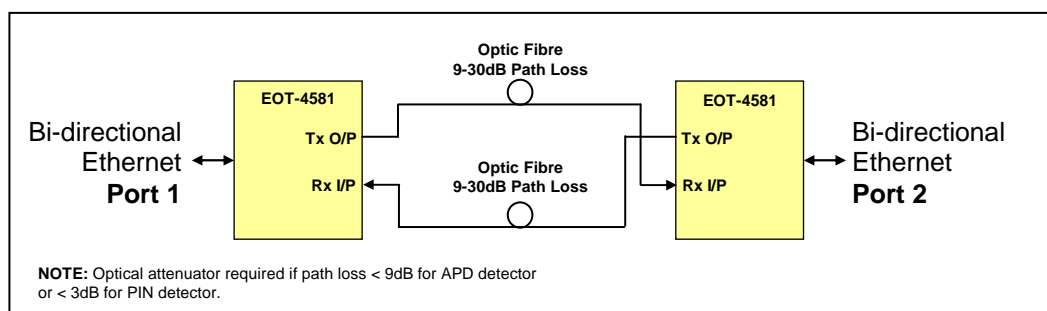 Optic Fibre
9-30dB Path Loss
EOT-4581
EOT-4581
Bi-directional
Ethernet
Port 1
Tx O/P
Rx I/P
Tx O/P
Rx I/P
Bi-directional
Ethernet
Port 2
Optic Fibre
9-30dB Path Loss
NOTE: Optical attenuator required if path loss < 9dB for APD detector
or < 3dB for PIN detector.